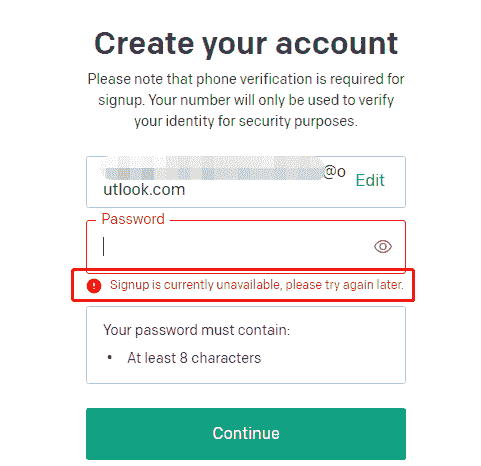 Create your account
Please note that phone verification is required for
signup. Your number will only be used to verify
your identity for security purposes.
@o
utlook.com
Edit
Password
Signup is currently unavailable, please try again later.
Your password must contain:
• At least 8 characters
Continue